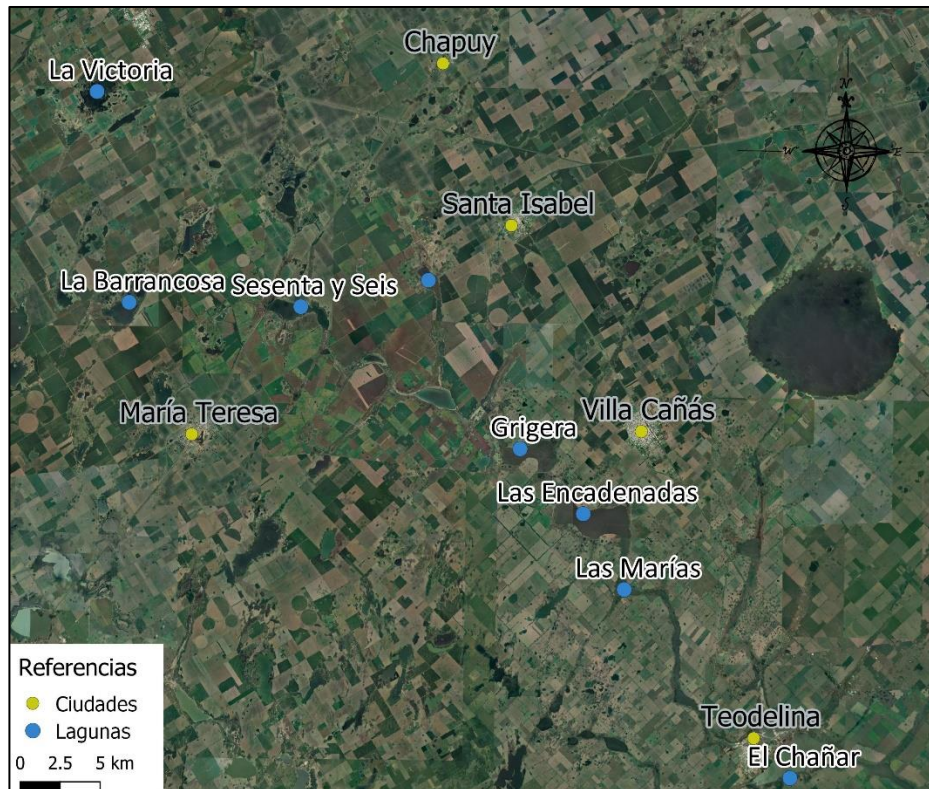 Chapuy
La Victoria
N
W
E
S
Santa Isabel
La Barrancosa
Sesenta y Seis
María Teresa
Villa Cañás
Grigera
Las Encadenadas
Las Marías
Teodelina
El Chañar
Referencias
Ciudades
Lagunas
0 2.5 5 km